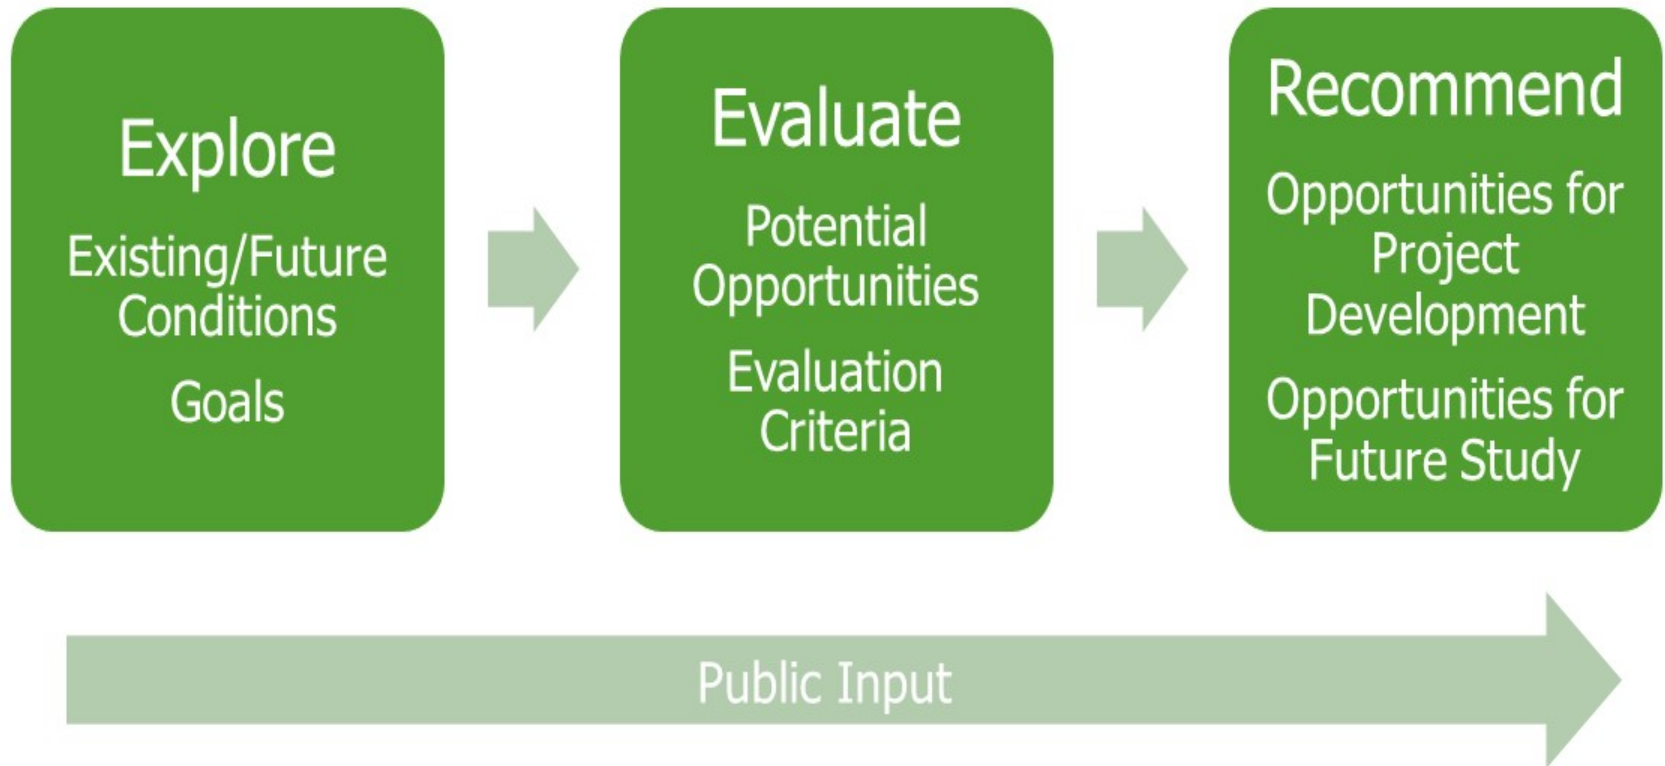 Explore
Existing/Future
Conditions
Goals
Evaluate
Potential
Opportunities
Evaluation
Criteria
Recommend
Opportunities for
Project
Development
Opportunities for
Future Study
Public Input